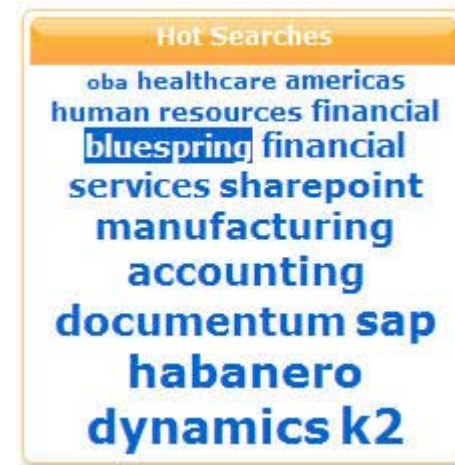 Hot Searches
oba healthcare americas
human resources financial
bluespring financial
services sharepoint
manufacturing
accounting
documentum sap
habanero
dynamics k2